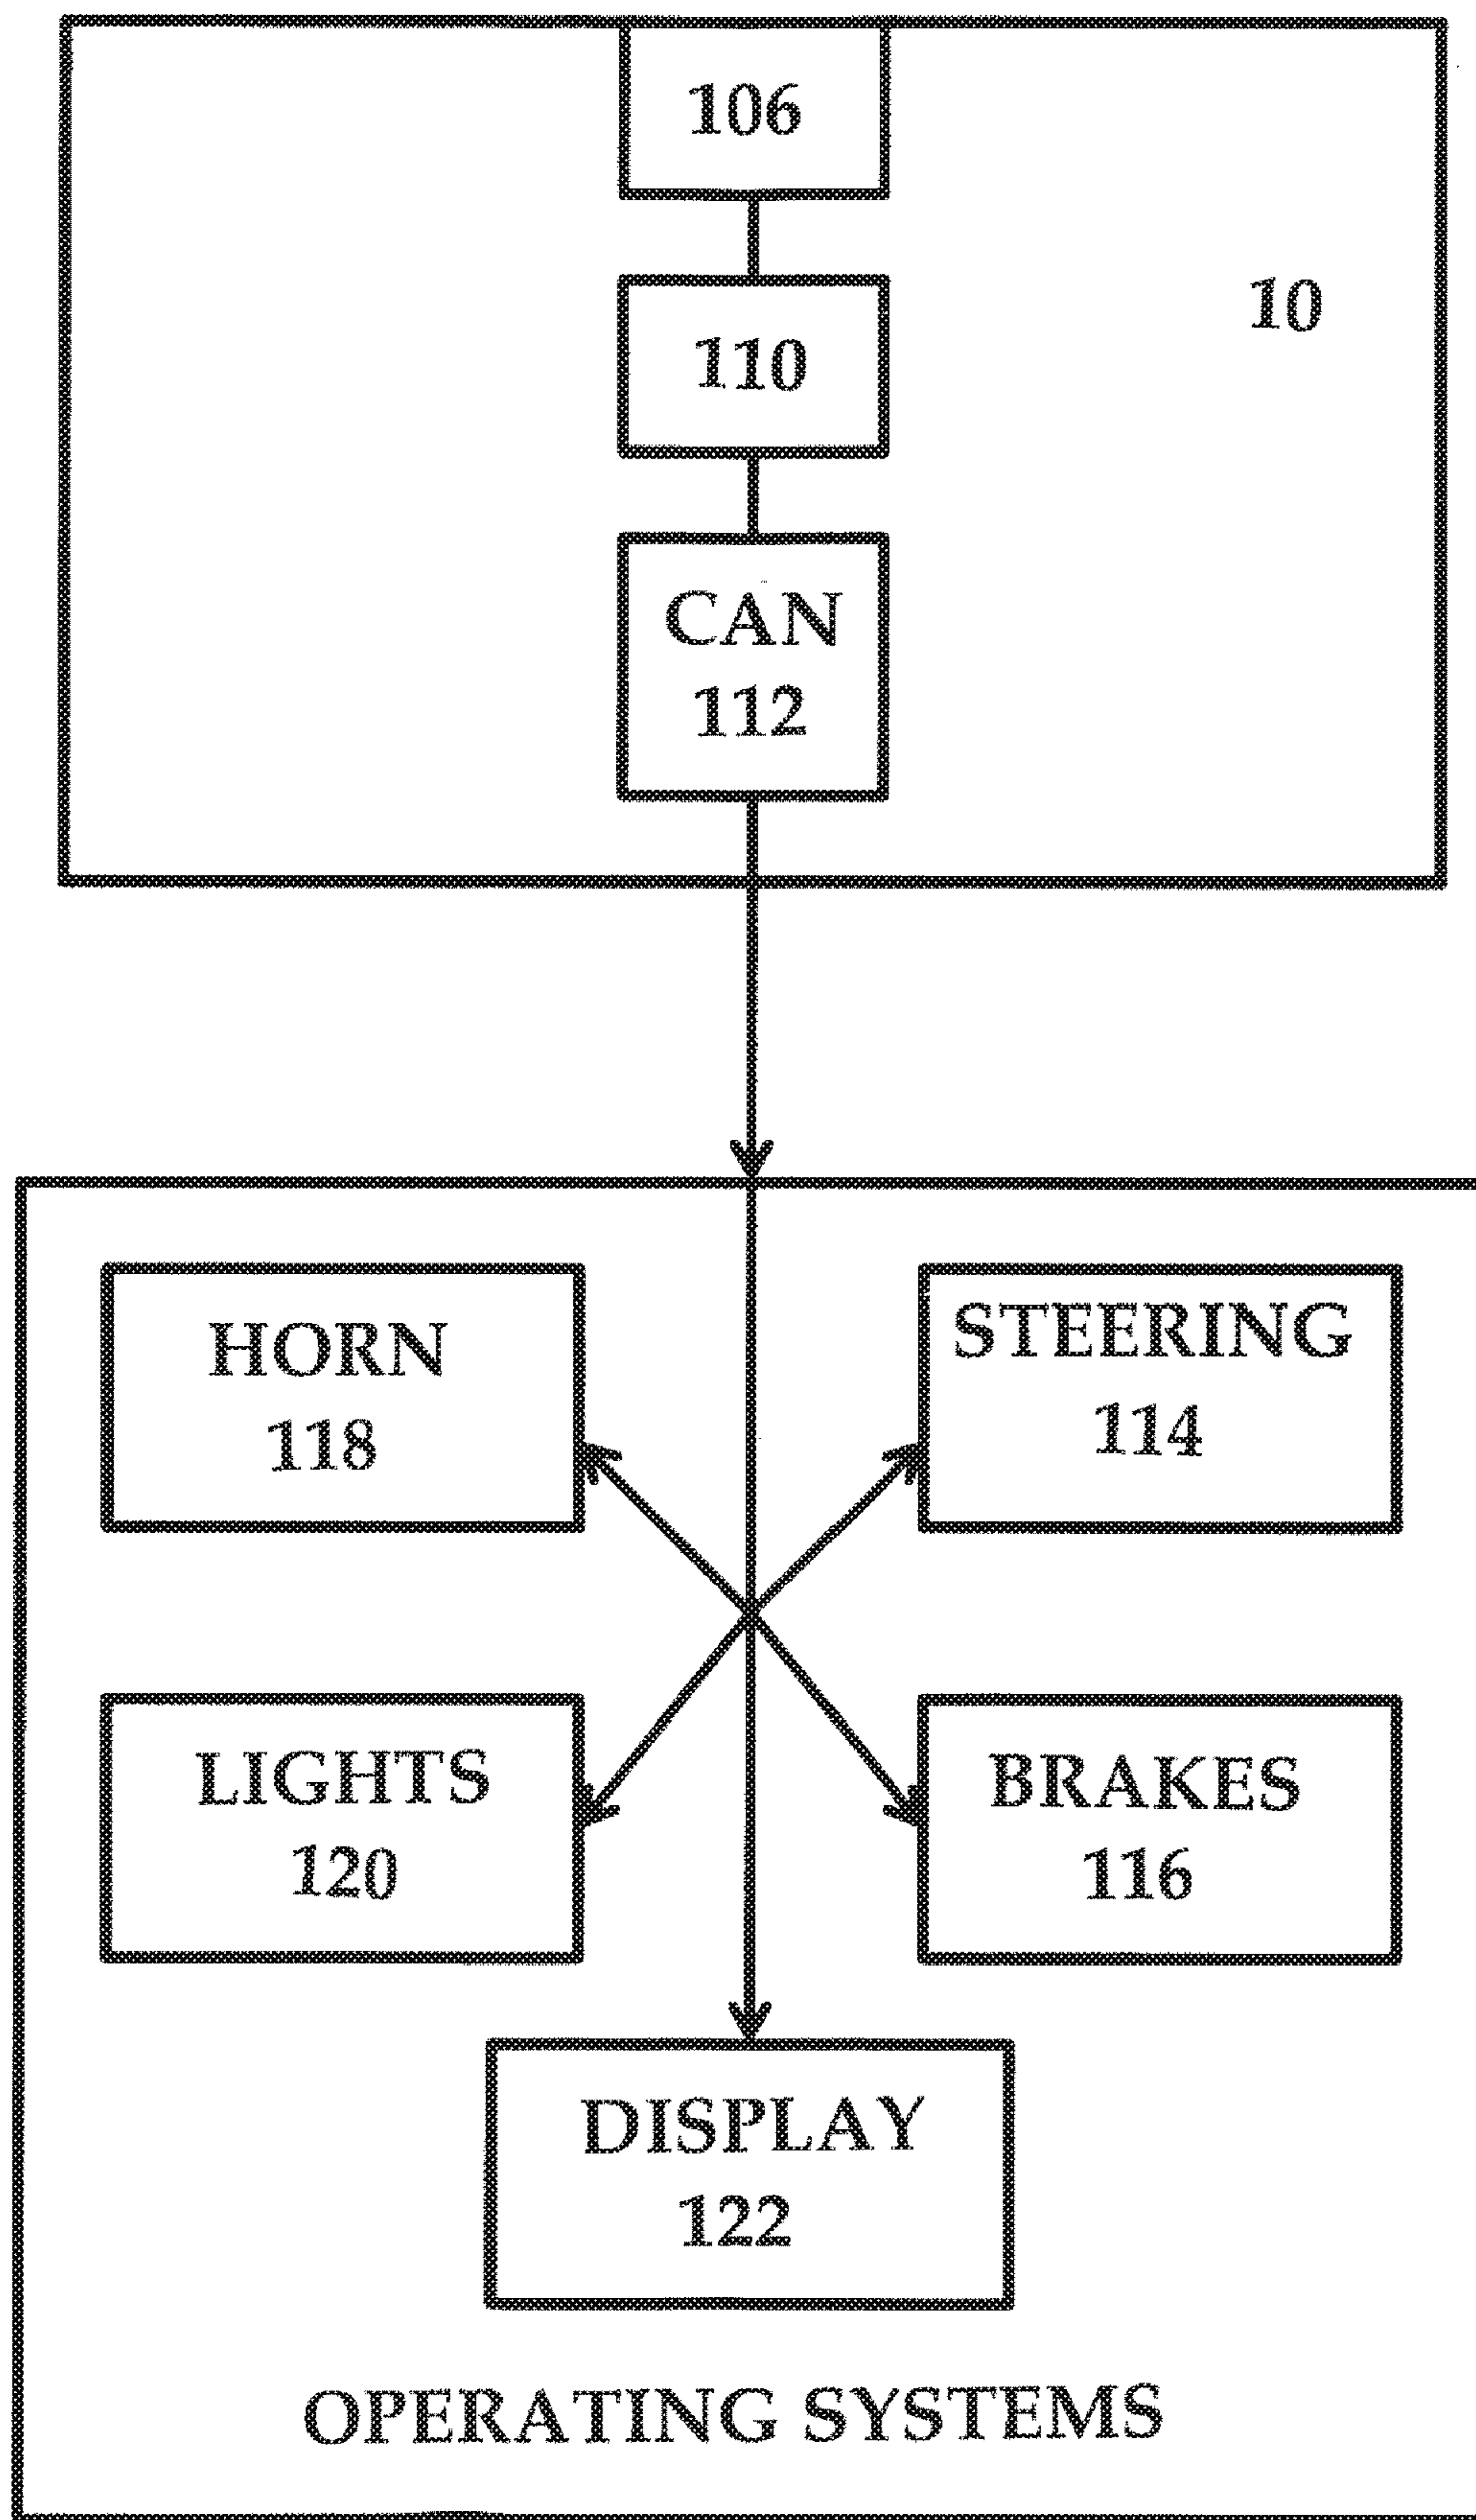 106
10
110
CAN
112
HORN
118
STEERING
114
LIGHTS
120
BRAKES
116
DISPLAY
122
OPERATING SYSTEMS